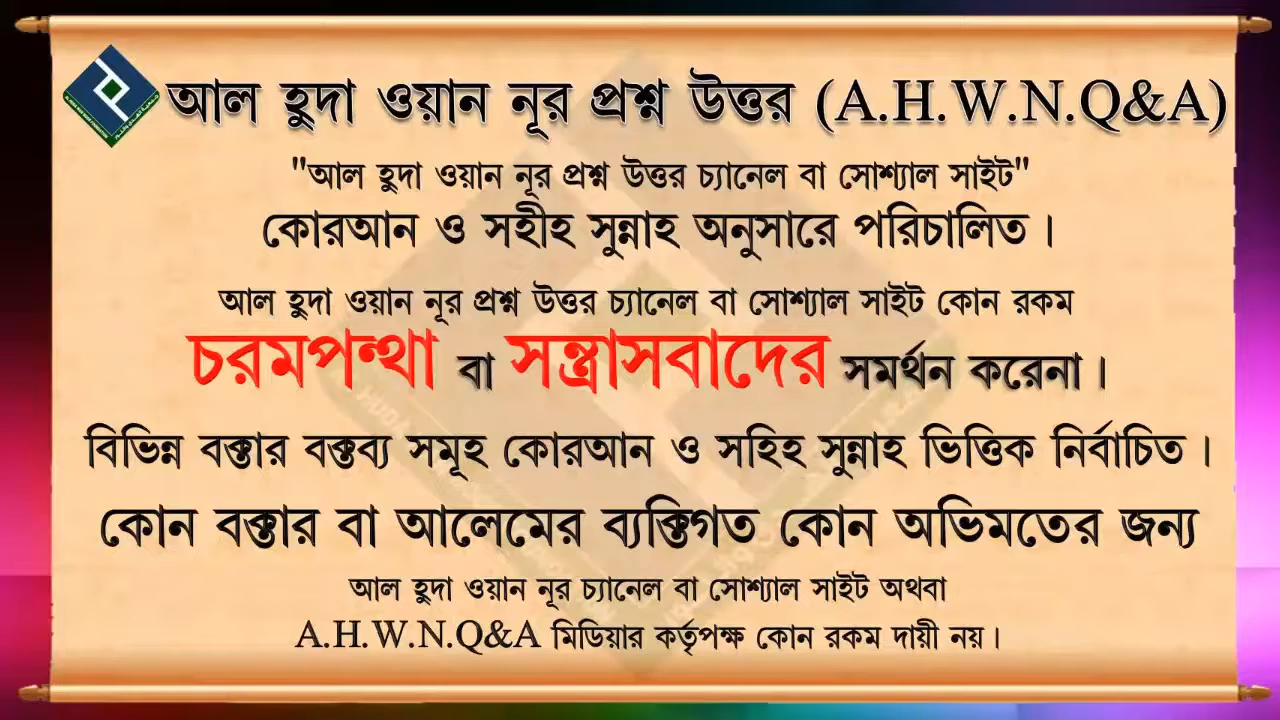 আল হুদা ওয়ান নূর প্রশ্ন উত্তর (A.H.W.N.Q&A)
"আল হুদা ওয়ান নূর প্রশ্ন উত্তর চ্যানেল বা সোশ্যাল সাইট"
কোরআন ও সহীহ সুন্নাহ অনুসারে পরিচালিত।
আল হুদা ওয়ান নূর প্রশ্ন উত্তর চ্যানেল বা সোশ্যাল সাইট কোন রকম
চরমপন্থা বা সন্ত্রাসবাদের সমর্থন করেনা।
বিভিন্ন বক্তার বক্তব্য সমূহ কোরআন ও সহিহ সুন্নাহ ভিত্তিক নির্বাচিত।
কোন বক্তার বা আলেমের ব্যক্তিগত কোন অভিমতের জন্য
আল হুদা ওয়ান নূর চ্যানেল বা সোশ্যাল সাইট অথবা
A.H.W.N.Q&A মিডিয়ার কর্তৃপক্ষ কোন রকম দায়ী নয়।